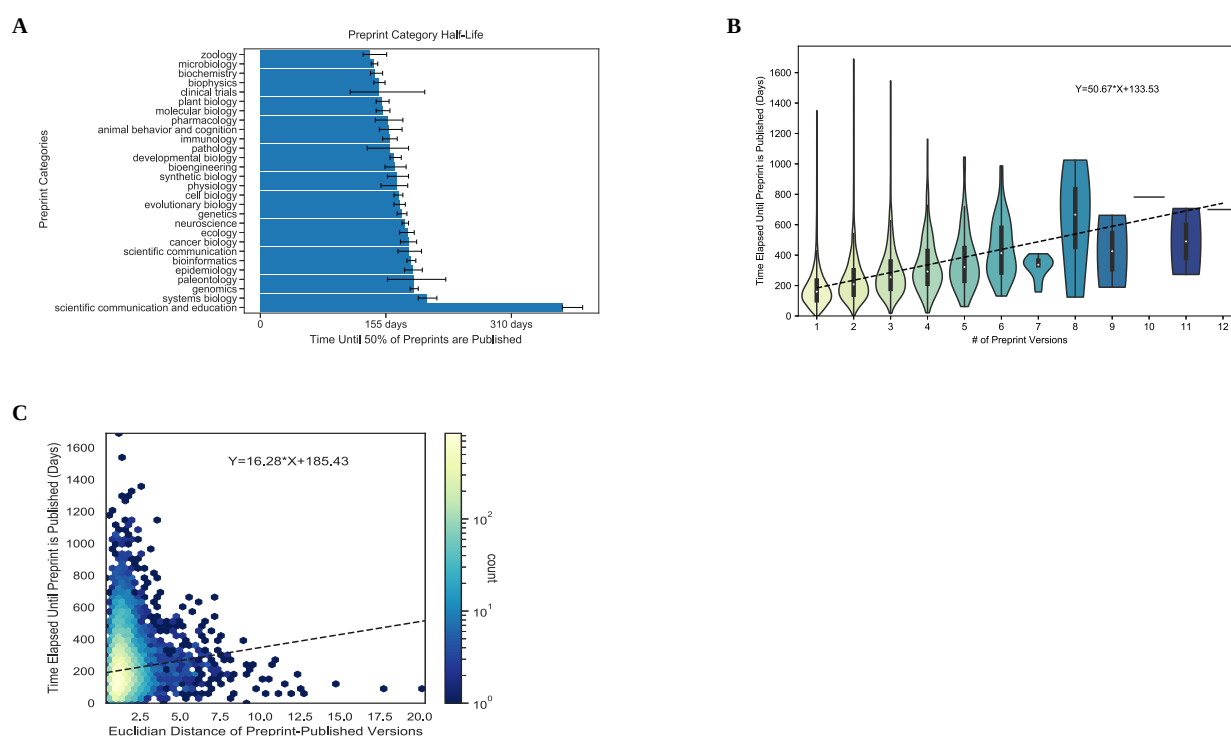 A
Preprint Category Half-Life
Preprint Categories
zoology
microbiology
biochemistry
biophysics
clinical trials
plant biology
molecular biology
pharmacology
animal behavior and cognition
immunology
pathology
developmental biology
bioengineering
synthetic biology
physiology
cell biology
evolutionary biology
genetics
neuroscience
ecology
cancer biology
scientific communication
bioinformatics
epidemiology
paleontology
genomics
systems biology
scientific communication and education
0 155 days 310 days
Time Until 50% of Preprints are Published
B
Time Elapsed Until Preprint is Published (Days)
1600
1400
1200
1000
800
600
400
200
0
Y=50.67*X+133.53
1 2 3 4 5 6 7 8 9 10 11 12
# of Preprint Versions
C
Time Elapsed Until Preprint is Published (Days)
1600
1400
1200
1000
800
600
400
200
0
Y=16.28*X+185.43
2.5 5.0 7.5 10.0 12.5 15.0 17.5 20.0
Euclidian Distance of Preprint-Published Versions
10²
10¹
10⁰
count